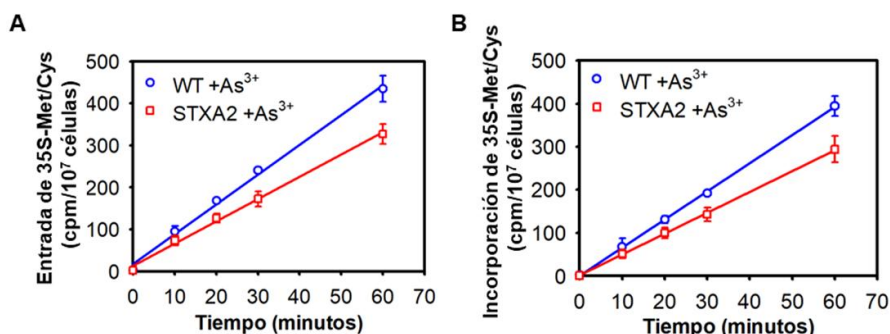 A
Entrada de 35S-Met/Cys
(cpm/10⁷ células)
500
400
300
200
100
0
WT +As³⁺
STXA2 +As³⁺
0 10 20 30 40 50 60 70
Tiempo (minutos)
B
Incorporación de 35S-Met/Cys
(cpm/10⁷ células)
500
400
300
200
100
0
WT +As³⁺
STXA2 +As³⁺
0 10 20 30 40 50 60 70
Tiempo (minutos)